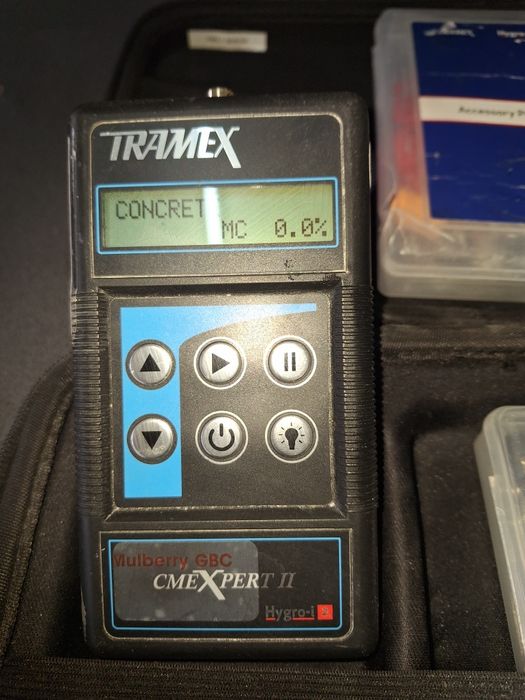 TRAMEX
CONCRET
MC 0.0%
Mulberry GBC
CMEXPERT II
Hygro-i
Accessory